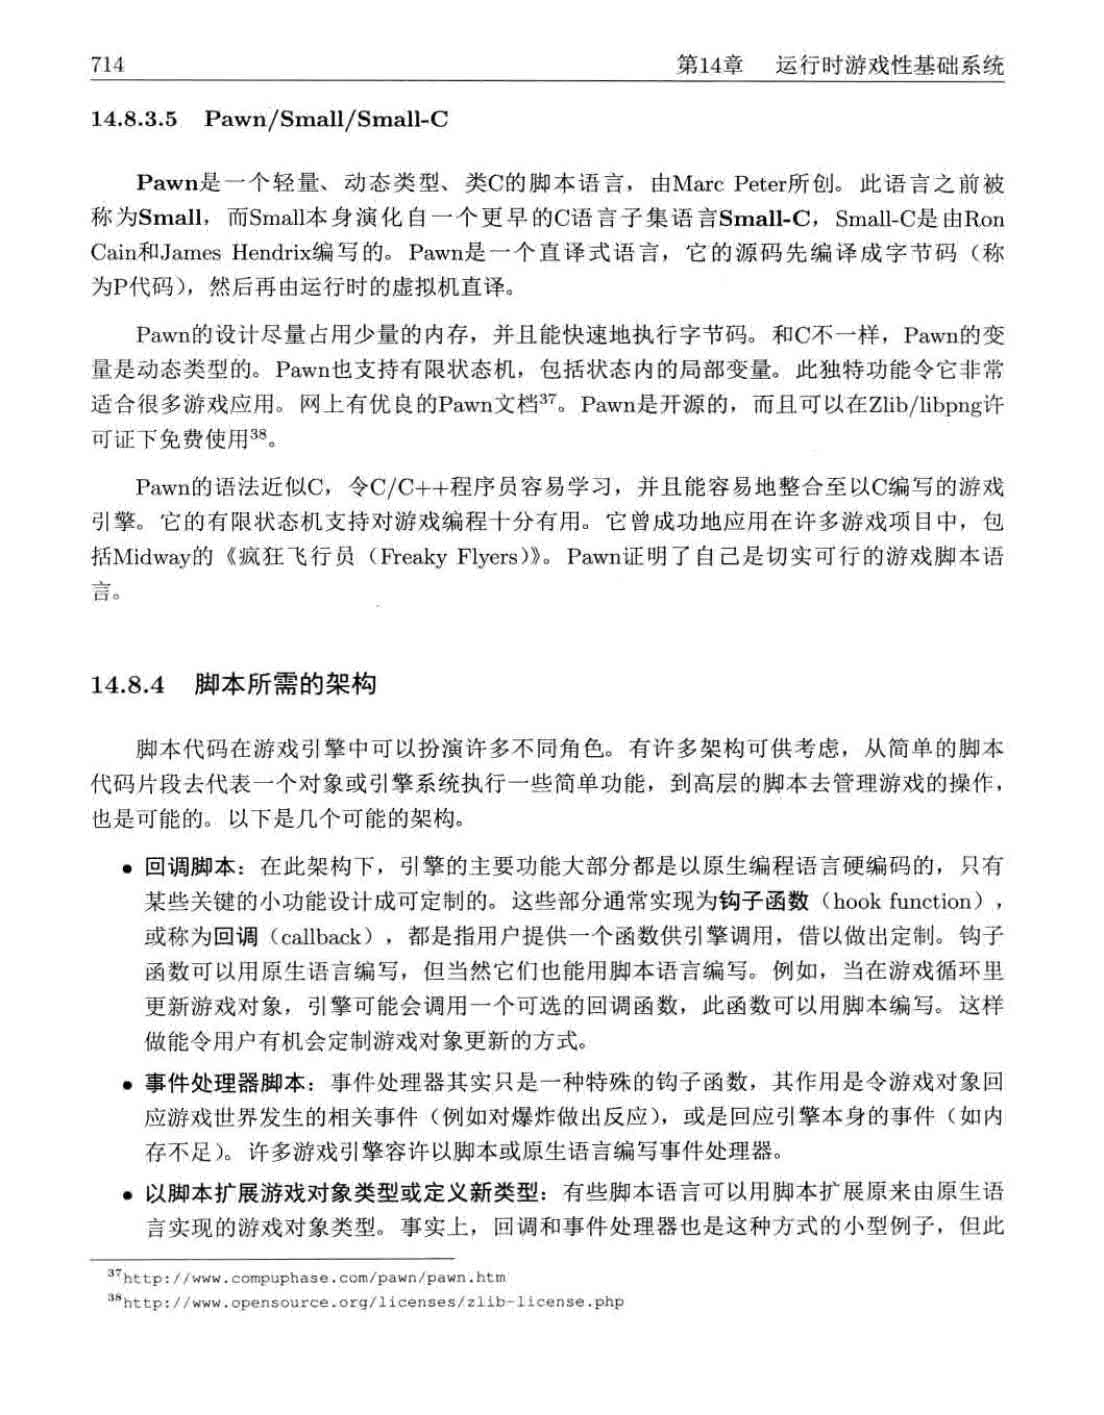 714 第14章 运行时游戏性基础系统
14.8.3.5 Pawn/Small/Small-C
Pawn是一个轻量、动态类型、类C的脚本语言，由Marc Peter所创。此语言之前被
称为Small，而Small本身演化自一个更早的C语言子集语言Small-C，Small-C是由Ron
Cain和James Hendrix编写的。Pawn是一个直译式语言，它的源码先编译成字节码（称
为P代码），然后再由运行时的虚拟机直译。
Pawn的设计尽量占用少量的内存，并且能快速地执行字节码。和C不一样，Pawn的变
量是动态类型的。Pawn也支持有限状态机，包括状态内的局部变量。此独特功能令它非常
适合很多游戏应用。网上有优良的Pawn文档37。Pawn是开源的，而且可以在Zlib/libpng许
可证下免费使用38。
Pawn的语法近似C，令C/C++程序员容易学习，并且能容易地整合至以C编写的游戏
引擎。它的有限状态机支持对游戏编程十分有用。它曾成功地应用在许多游戏项目中，包
括Midway的《疯狂飞行员（Freaky Flyers）》。Pawn证明了自己是切实可行的游戏脚本语
言。
14.8.4 脚本所需的架构
脚本代码在游戏引擎中可以扮演许多不同角色。有许多架构可供考虑，从简单的脚本
代码片段去代表一个对象或引擎系统执行一些简单功能，到高层的脚本去管理游戏的操作，
也是可能的。以下是几个可能的架构。
● 回调脚本：在此架构下，引擎的主要功能大部分都是以原生编程语言硬编码的，只有
某些关键的小功能设计成可定制的。这些部分通常实现为钩子函数（hook function），
或称为回调（callback），都是指用户提供一个函数供引擎调用，借以做出定制。钩子
函数可以用原生语言编写，但当然它们也能用脚本语言编写。例如，当在游戏循环里
更新游戏对象，引擎可能会调用一个可选的回调函数，此函数可以用脚本编写。这样
做能令用户有机会定制游戏对象更新的方式。
● 事件处理器脚本：事件处理器其实只是一种特殊的钩子函数，其作用是令游戏对象回
应游戏世界发生的相关事件（例如对爆炸做出反应），或是回应引擎本身的事件（如内
存不足）。许多游戏引擎容许以脚本或原生语言编写事件处理器。
● 以脚本扩展游戏对象类型或定义新类型：有些脚本语言可以用脚本扩展原来由原生语
言实现的游戏对象类型。事实上，回调和事件处理器也是这种方式的小型例子，但此
37http://www.compuphase.com/pawn/pawn.htm
38http://www.opensource.org/licenses/zlib-license.php